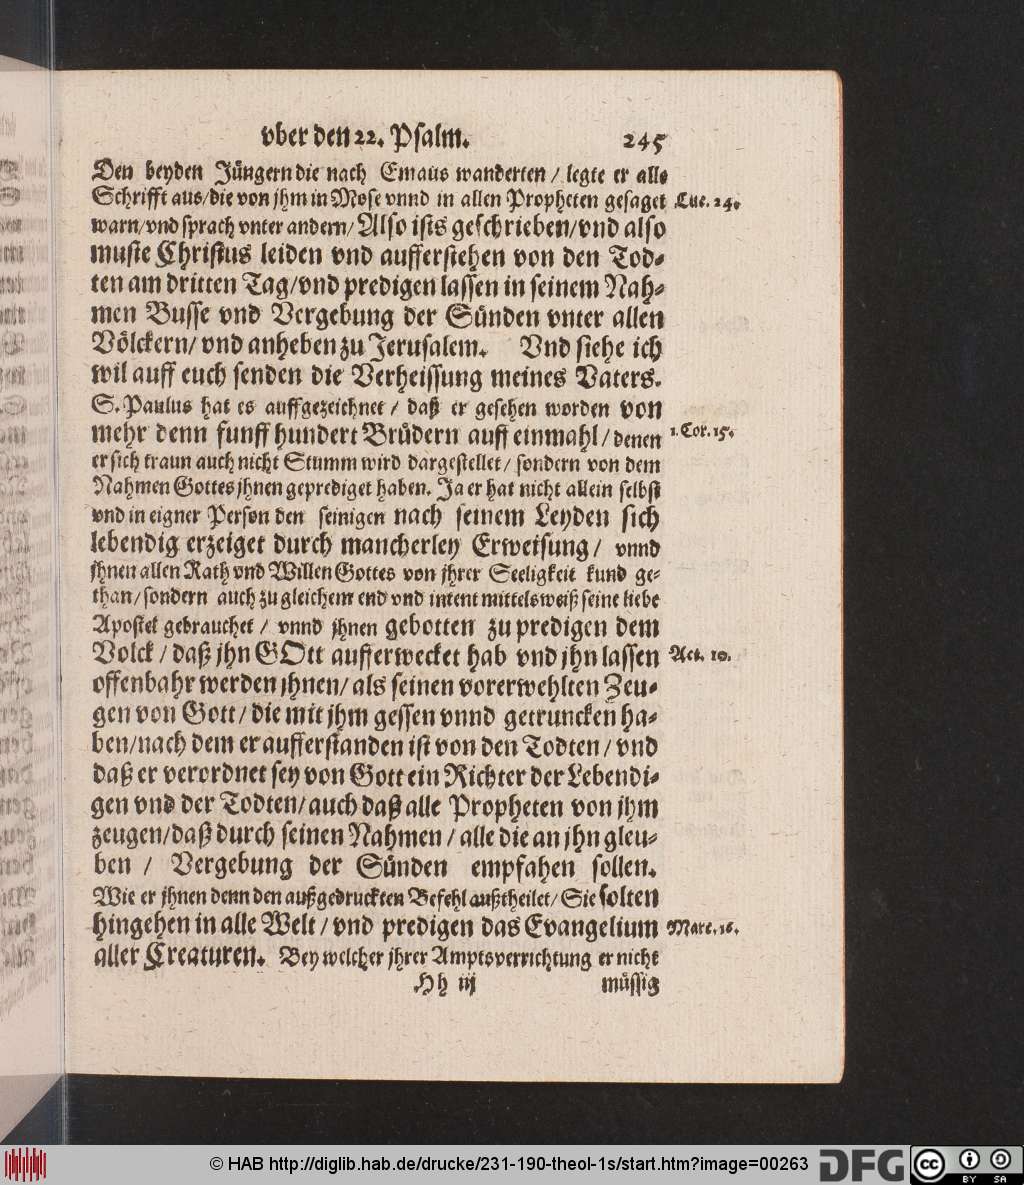 vber den 22. Psalm. 245
Den beyden Jüngern die nach Emaus wanderten / legte er alle
Schrifft aus/die von jhm in Mose vnnd in allen Propheten gesaget Luc. 24.
warn/vnd sprach vnter andern/ Also ists geschrieben/vnd also
muste Christus leiden vnd aufferstehen von den Tod-
ten am dritten Tag/vnd predigen lassen in seinem Nah-
men Busse vnd Vergebung der Sünden vnter allen
Völckern/ vnd anheben zu Jerusalem. Vnd siehe ich
wil auff euch senden die Verheissung meines Vaters.
S. Paulus hat es auffgezeichnet / daß er gesehen worden von
mehr denn funff hundert Brüdern auff einmahl / denen 1. Cor. 15.
er sich traun auch nicht Stumm wird dargestellet / sondern von dem
Nahmen Gottes jhnen geprediget haben. Ja er hat nicht allein selbst
vnd in eigner Person den seinigen nach seinem Leyden sich
lebendig erzeiget durch mancherley Erweisung / vnnd
jhnen allen Rath vnd Willen Gottes von jhrer Seeligkeit kund ge-
than / sondern auch zu gleichem end vnd intent mittelsweiß seine liebe
Apostel gebrauchet / vnnd jhnen gebotten zu predigen dem
Volck / daß jhn GOtt aufferwecket hab vnd jhn lassen Act. 10.
offenbahr werden jhnen/ als seinen vorerwehlten Zeu-
gen von Gott / die mit jhm gessen vnnd getruncken ha-
ben/nach dem er aufferstanden ist von den Todten / vnd
daß er verordnet sey von Gott ein Richter der Lebendi-
gen vnd der Todten/ auch daß alle Propheten von jhm
zeugen/daß durch seinen Nahmen / alle die an jhn gleu-
ben / Vergebung der Sünden empfahen sollen.
Wie er jhnen denn den außgedruckten Befehl außtheilet/ Sie solten
hingehen in alle Welt / vnd predigen das Evangelium Marc. 16.
aller Creaturen. Bey welcher jhrer Amptsverrichtung er nicht
Hh iij müssig
© HAB http://diglib.hab.de/drucke/231-190-theol-1s/start.htm?image=00263 DFG cc BY SA